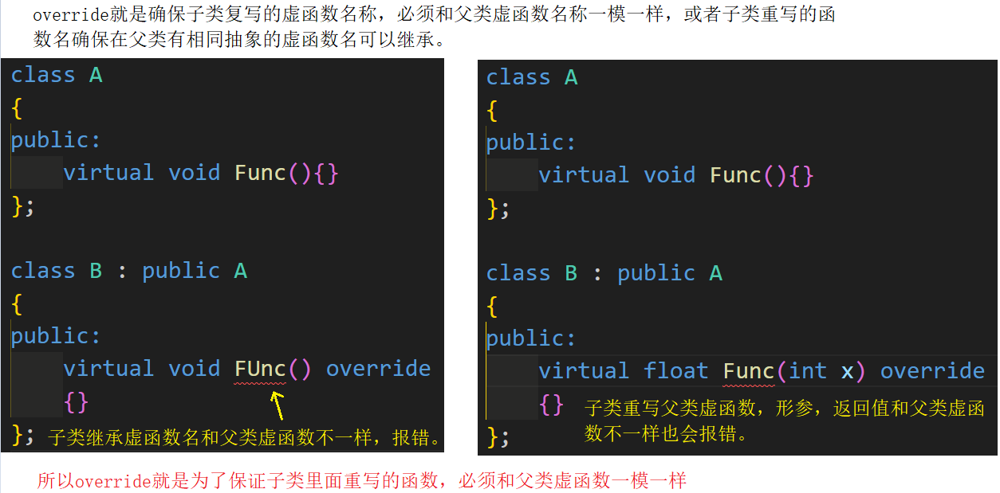 override就是确保子类复写的虚函数名称，必须和父类虚函数名称一模一样，或者子类重写的函
数名确保在父类有相同抽象的虚函数名可以继承。
class A
{
public:
virtual void Func(){}
};
class B : public A
{
public:
virtual void FUnc() override
{}
}; 子类继承虚函数名和父类虚函数不一样，报错。
class A
{
public:
virtual void Func(){}
};
class B : public A
{
public:
virtual float Func(int x) override
{} 子类重写父类虚函数，形参，返回值和父类虚函
数不一样也会报错。
};
所以override就是为了保证子类里面重写的函数，必须和父类虚函数一模一样